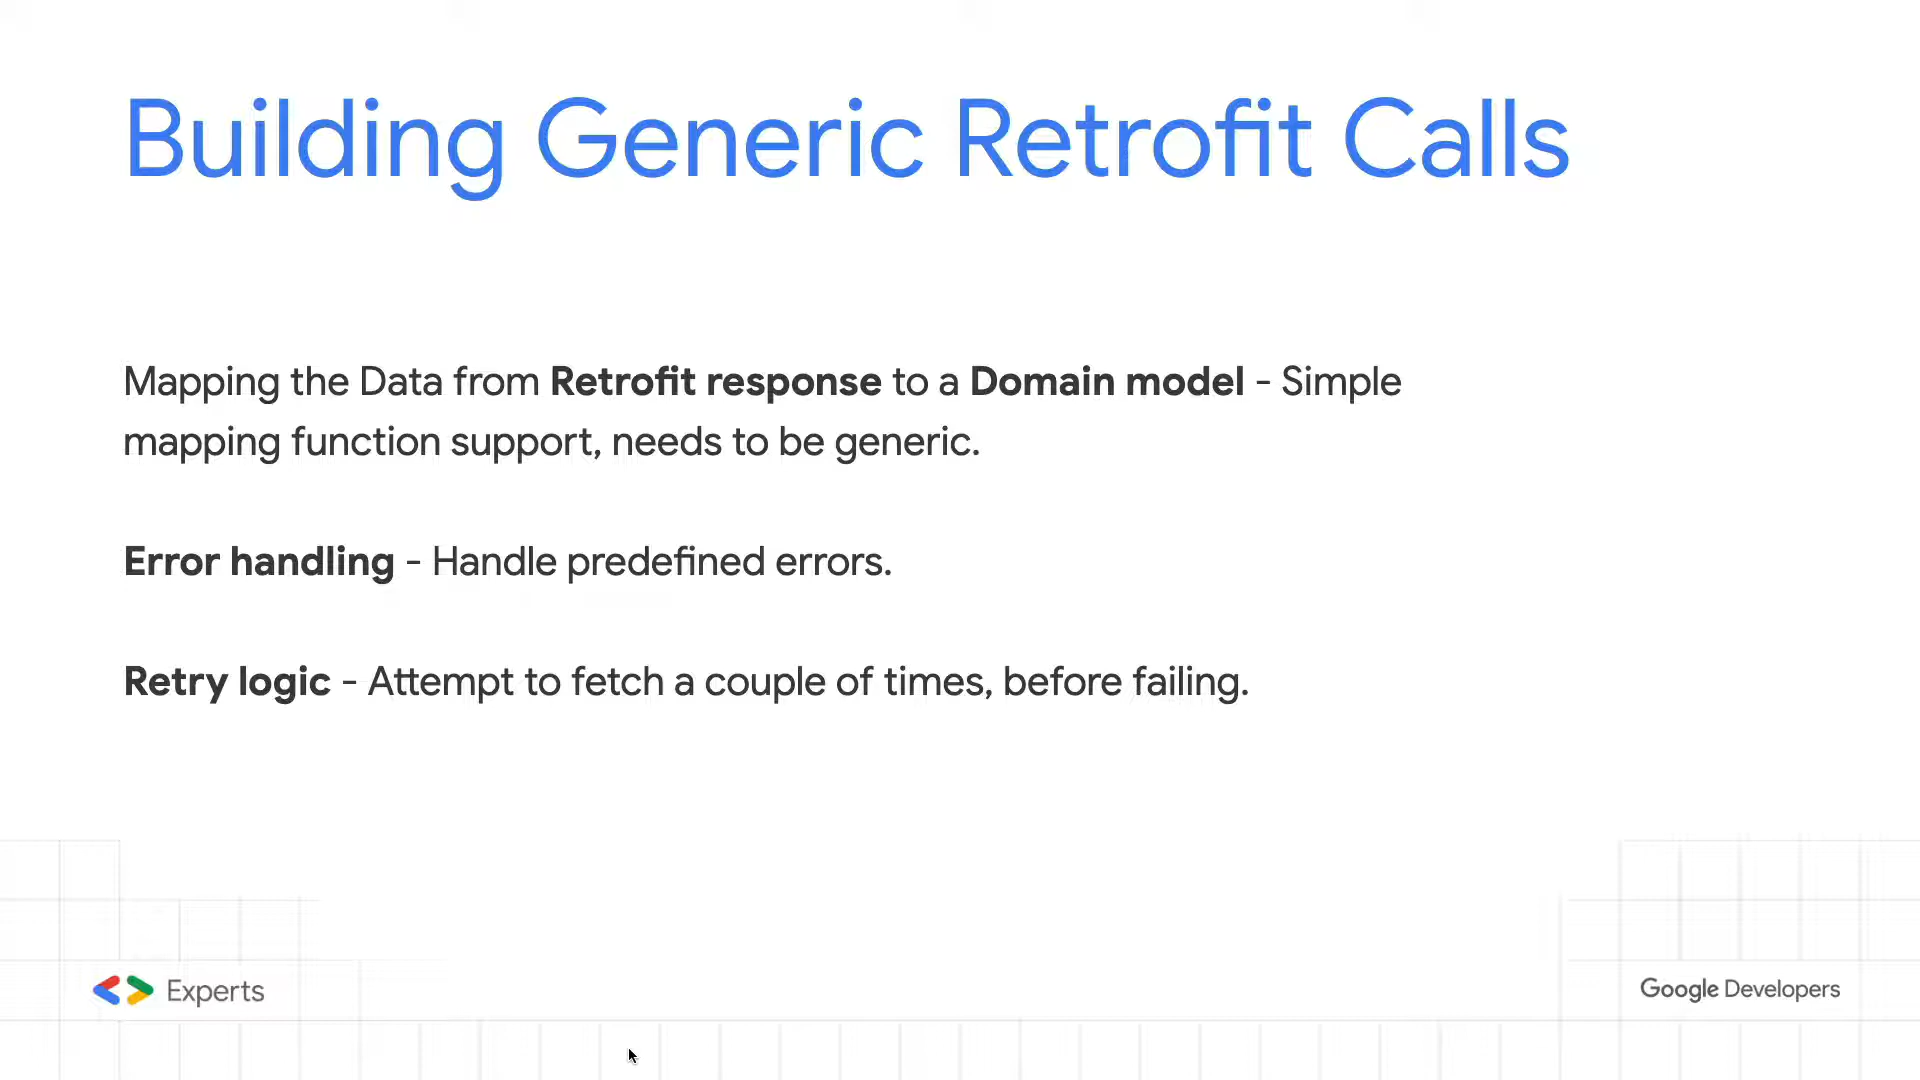 Building Generic Retrofit Calls
Mapping the Data from Retrofit response to a Domain model - Simple
mapping function support, needs to be generic.
Error handling - Handle predefined errors.
Retry logic - Attempt to fetch a couple of times, before failing.
Experts
Google Developers